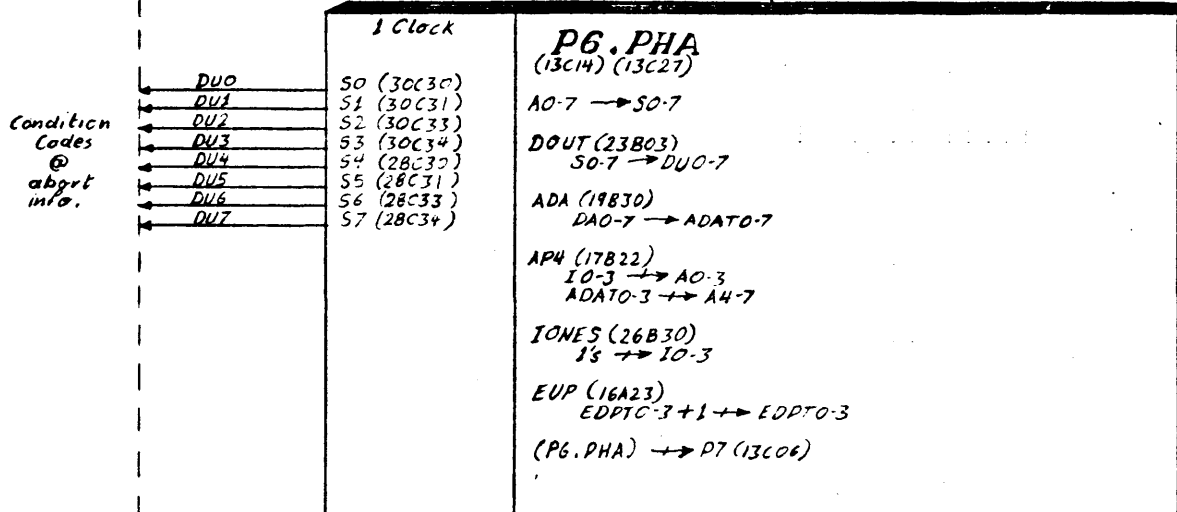 1 Clock
P6.PHA
(13C14) (13C27)
DU0 S0 (30C30)
DU1 S1 (30C31)
DU2 S2 (30C33)
DU3 S3 (30C34)
DU4 S4 (28C30)
DU5 S5 (28C31)
DU6 S6 (28C33)
DU7 S7 (28C34)
Condition
Codes
@
abort
info.
A0-7 → S0-7
DOUT (23B03)
S0-7 → DU0-7
ADA (19B30)
DA0-7 → ADAT0-7
AP4 (17B22)
I0-3 ⇸ A0-3
ADAT0-3 ⇸ A4-7
IONES (26B30)
1's ⇸ I0-3
EUP (16A23)
EDPT0-3 + 1 ⇸ EDPT0-3
(P6.PHA) ⇸ P7 (13C06)